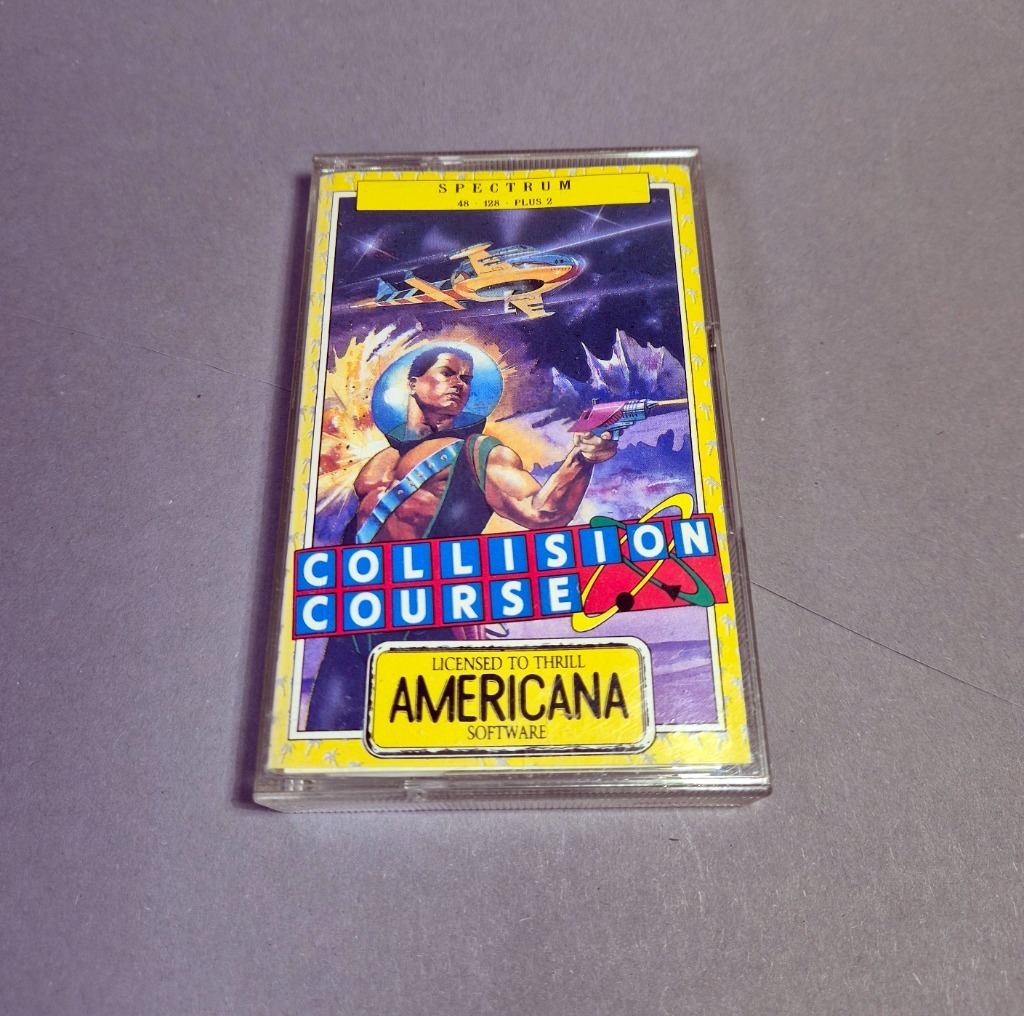 SPECTRUM
48 · 128 · PLUS 2
COLLISION
COURSE
LICENSED TO THRILL
AMERICANA
SOFTWARE